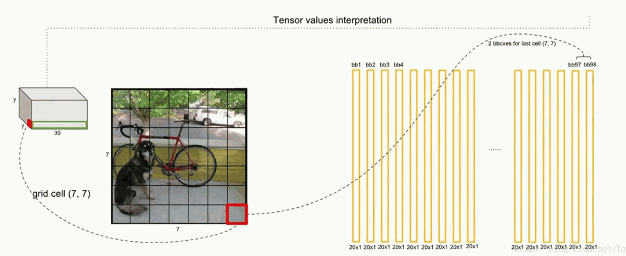 Tensor values interpretation
2 bboxes for last cell (7, 7)
bb1 bb2 bb3 bb4
bb97 bb98
7
7
30
7
grid cell (7, 7)
7
......
20x1 20x1 20x1 20x1 20x1 20x1 20x1 20x1 20x1
20x1 20x1 20x1 20x1 20x1 20x1